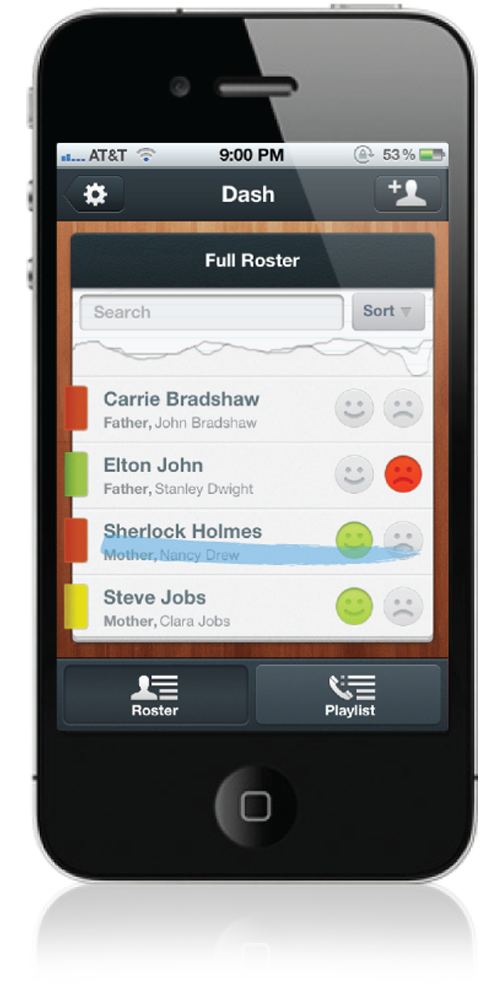 AT&T 9:00 PM 53%
Dash
Full Roster
Search Sort
Carrie Bradshaw
Father, John Bradshaw
Elton John
Father, Stanley Dwight
Sherlock Holmes
Mother, Nancy Drew
Steve Jobs
Mother, Clara Jobs
Roster Playlist